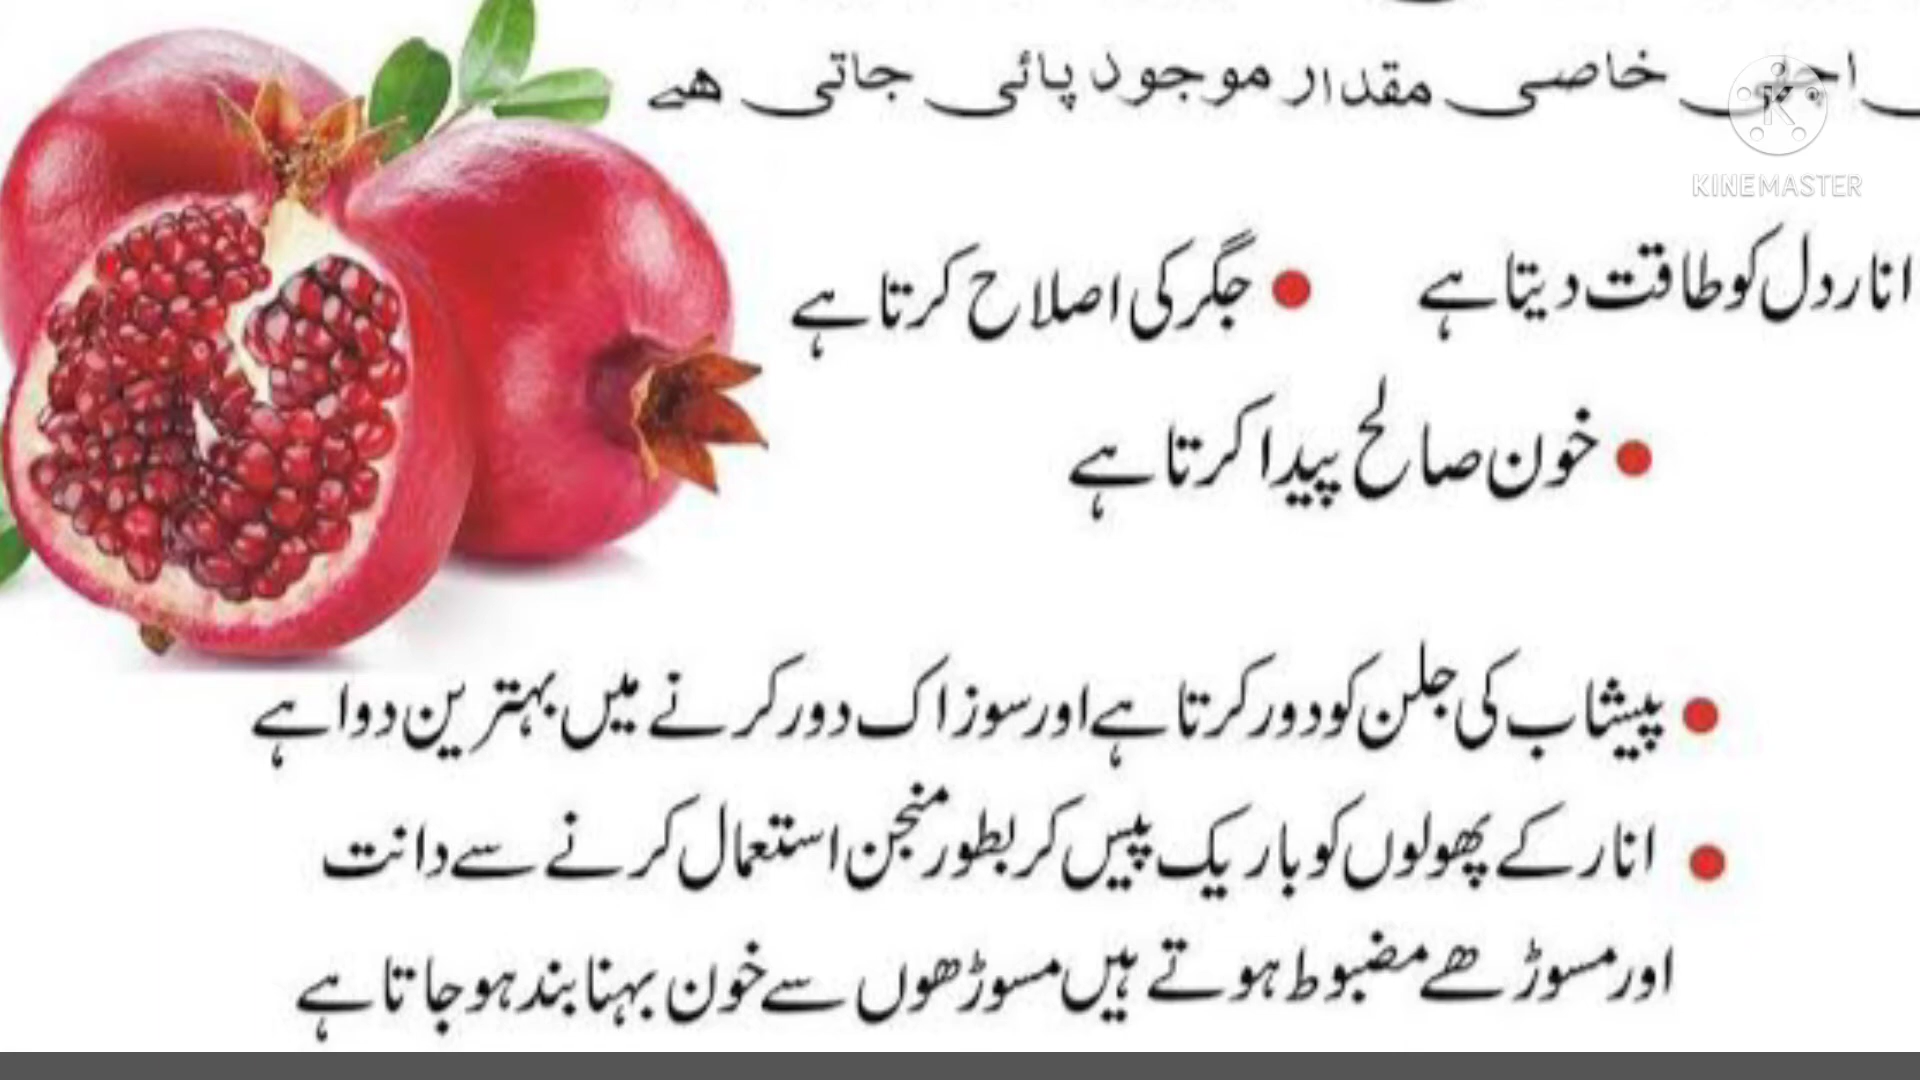 اچھی خاصی مقدار موجود پائی جاتی ھے
KINEMASTER
انار دل کو طاقت دیتا ہے • جگر کی اصلاح کرتا ہے
• خون صالح پیدا کرتا ہے
• پیشاب کی جلن کو دور کرتا ہے اور سوزاک دور کرنے میں بہترین دوا ہے
• انار کے پھولوں کو باریک پیس کر بطور منجن استعمال کرنے سے دانت
اور مسوڑھے مضبوط ہوتے ہیں مسوڑھوں سے خون بہنا بند ہو جاتا ہے